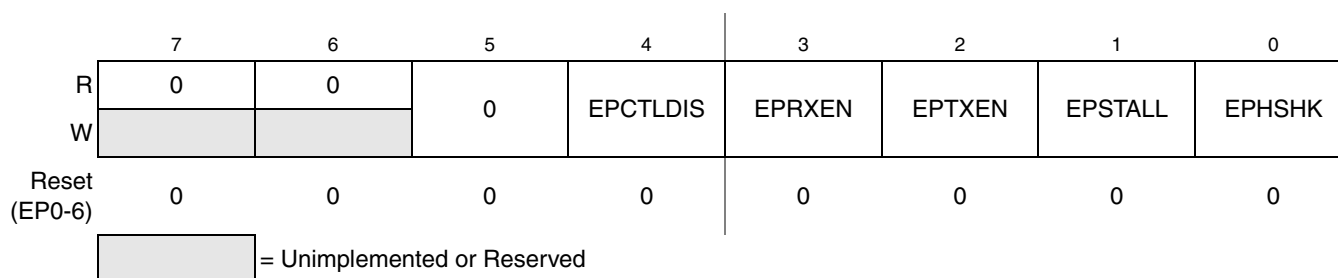 7 6 5 4 3 2 1 0
R 0 0 0 EPCTLDIS EPRXEN EPTXEN EPSTALL EPHSHK
W
Reset (EP0-6) 0 0 0 0 0 0 0 0
= Unimplemented or Reserved